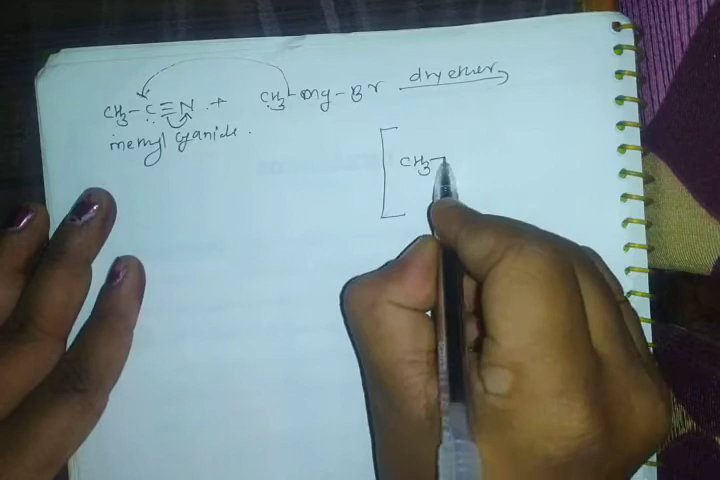 CH3-C≡N + CH3-Mg-Br dry ether
methyl cyanide.
[CH3-